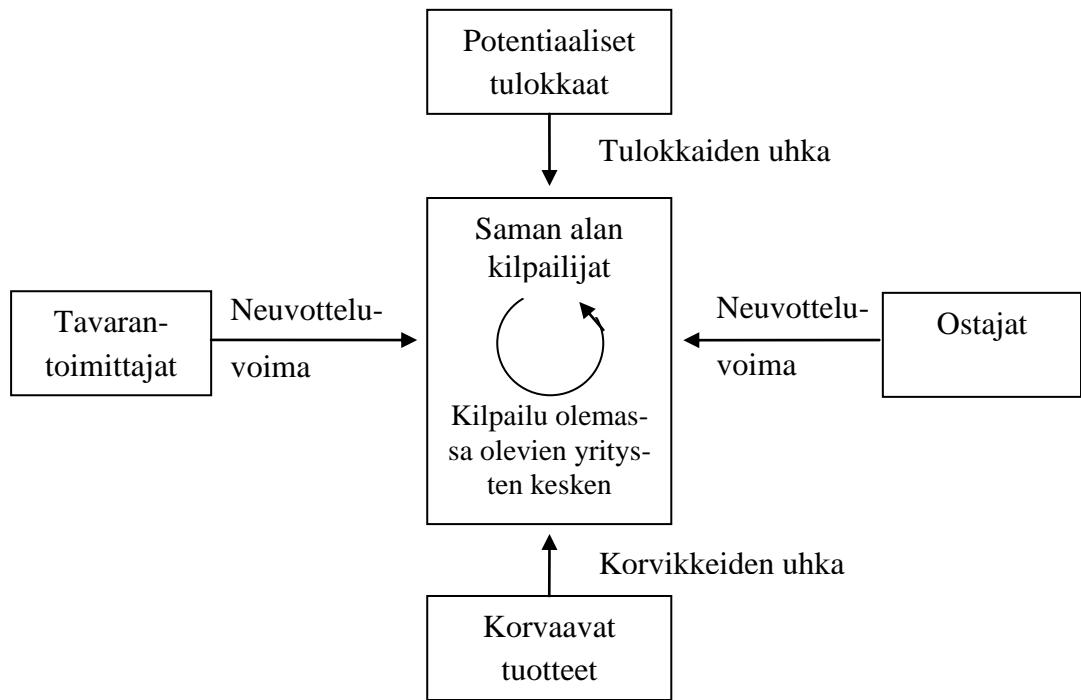 Potentiaaliset
tulokkaat
Tulokkaiden uhka
Saman alan
kilpailijat
Tavaran-
toimittajat
Neuvottelu-
voima
Neuvottelu-
voima
Ostajat
Kilpailu olemas-
sa olevien yritys-
ten kesken
Korvikkeiden uhka
Korvaavat
tuotteet